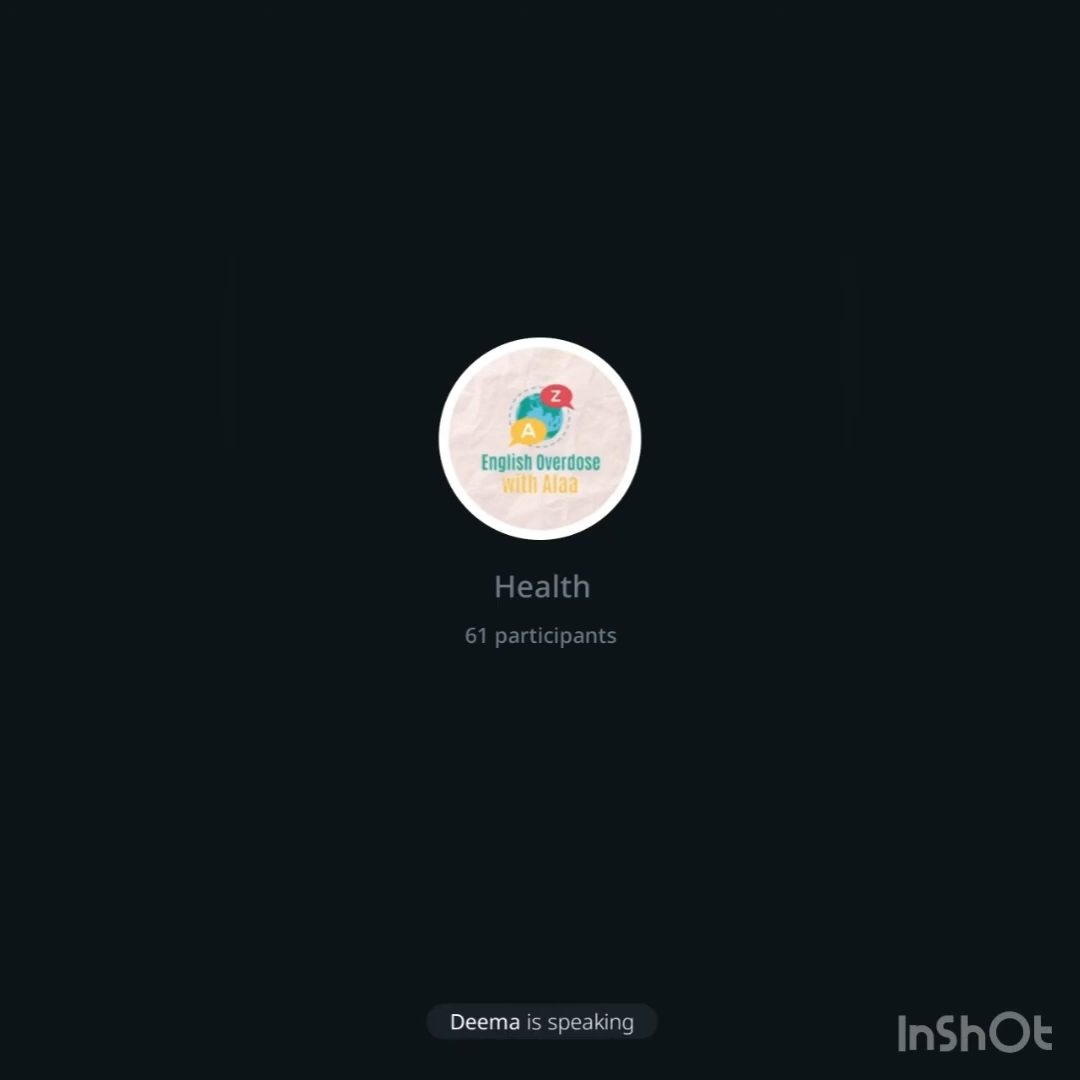 Z
A
English Overdose
with Alaa
Health
61 participants
Deema is speaking
InShOt